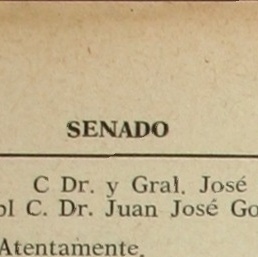 SENADO
C Dr. y Gral. José
C. Dr. Juan José
Atentamente,